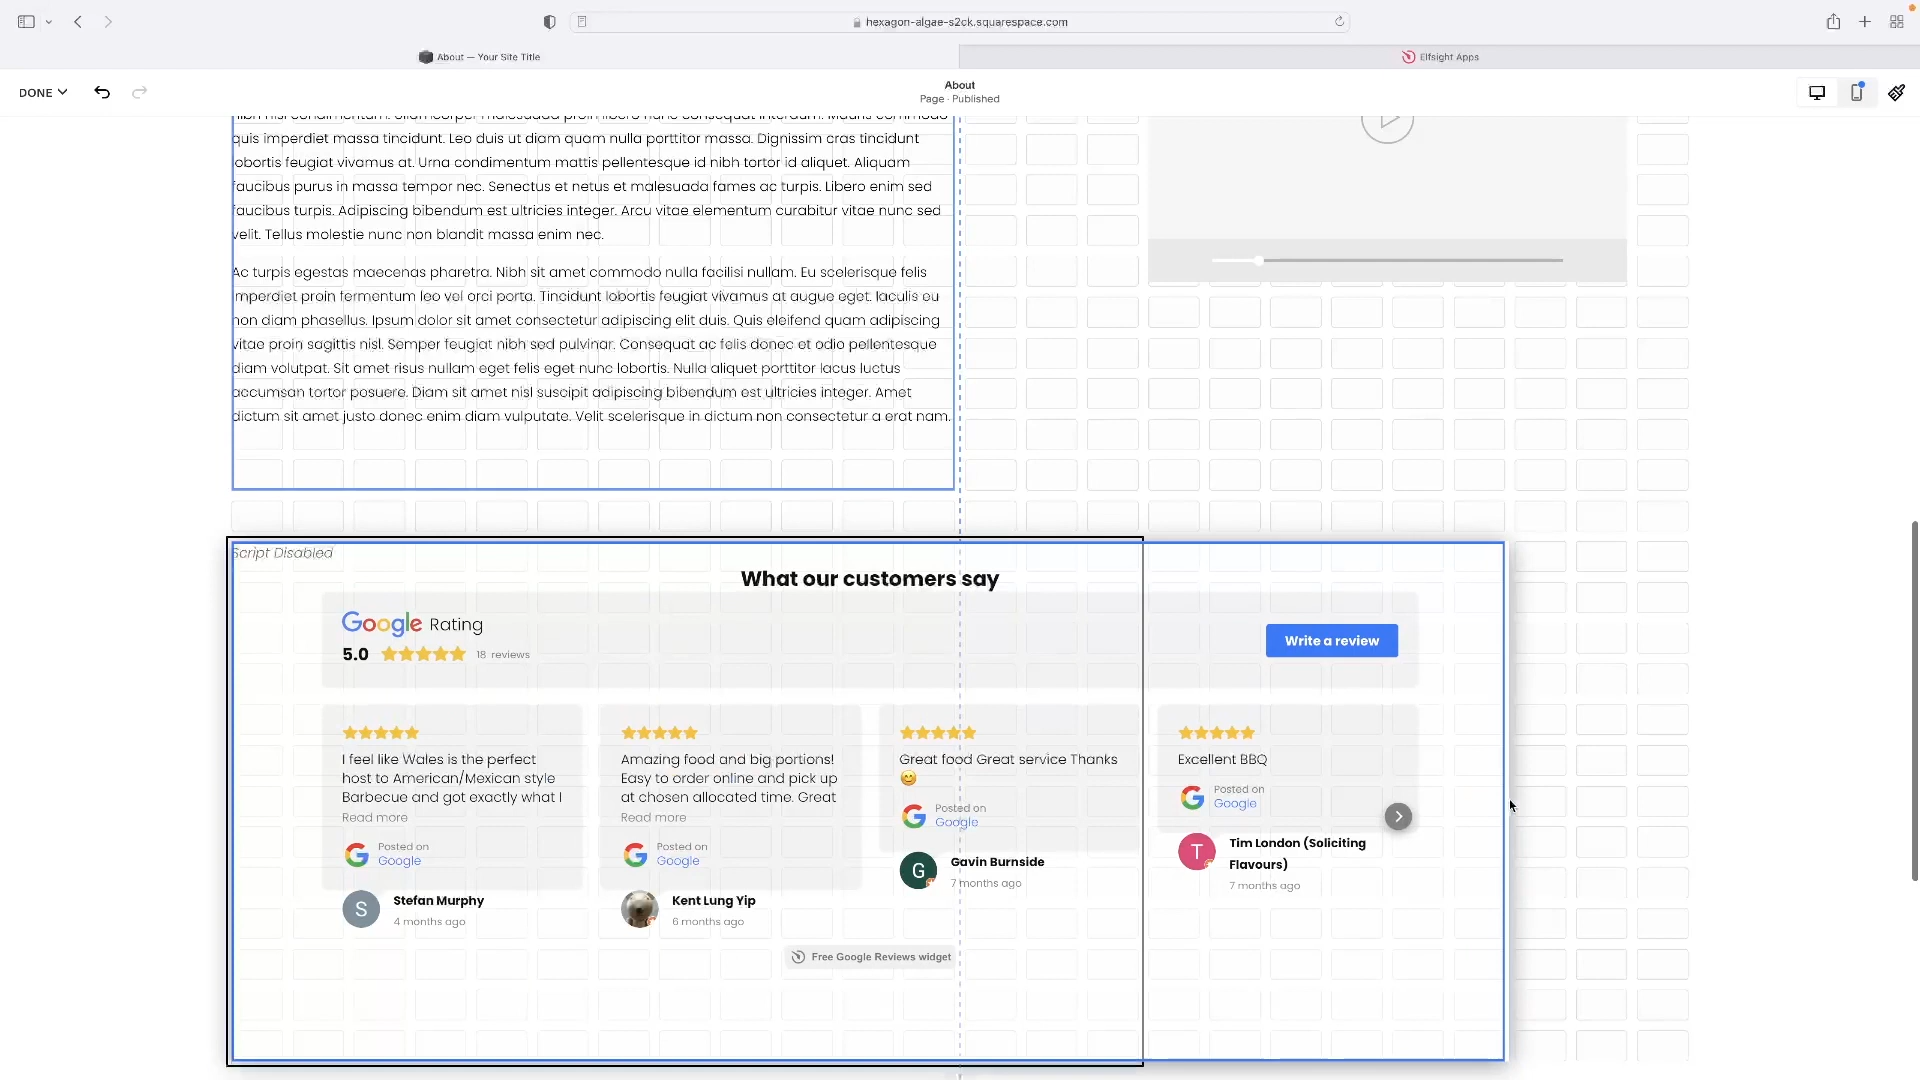 hexagon-algae-s2ck.squarespace.com
About — Your Site Title
Elfsight Apps
DONE
About
Page · Published
nibh nisl condimentum. Ullamcorper malesuada proin libero nunc consequat interdum. Mauris commodo
quis imperdiet massa tincidunt. Leo duis ut diam quam nulla porttitor massa. Dignissim cras tincidunt
lobortis feugiat vivamus at. Urna condimentum mattis pellentesque id nibh tortor id aliquet. Aliquam
faucibus purus in massa tempor nec. Senectus et netus et malesuada fames ac turpis. Libero enim sed
faucibus turpis. Adipiscing bibendum est ultricies integer. Arcu vitae elementum curabitur vitae nunc sed
velit. Tellus molestie nunc non blandit massa enim nec.
Ac turpis egestas maecenas pharetra. Nibh sit amet commodo nulla facilisi nullam. Eu scelerisque felis
imperdiet proin fermentum leo vel orci porta. Tincidunt lobortis feugiat vivamus at augue eget. Iaculis eu
non diam phasellus. Ipsum dolor sit amet consectetur adipiscing elit duis. Quis eleifend quam adipiscing
vitae proin sagittis nisl. Semper feugiat nibh sed pulvinar. Consequat ac felis donec et odio pellentesque
diam volutpat. Sit amet risus nullam eget felis eget nunc lobortis. Nulla aliquet porttitor lacus luctus
accumsan tortor posuere. Diam sit amet nisl suscipit adipiscing bibendum est ultricies integer. Amet
dictum sit amet justo donec enim diam vulputate. Velit scelerisque in dictum non consectetur a erat nam.
Script Disabled
What our customers say
Google Rating
5.0 18 reviews
Write a review
I feel like Wales is the perfect
host to American/Mexican style
Barbecue and got exactly what I
Read more
Posted on
Google
Stefan Murphy
4 months ago
Amazing food and big portions!
Easy to order online and pick up
at chosen allocated time. Great
Read more
Posted on
Google
Kent Lung Yip
6 months ago
Great food Great service Thanks
😊
Posted on
Google
G
Gavin Burnside
7 months ago
Excellent BBQ
Posted on
Google
T
Tim London (Soliciting
Flavours)
7 months ago
S
Free Google Reviews widget